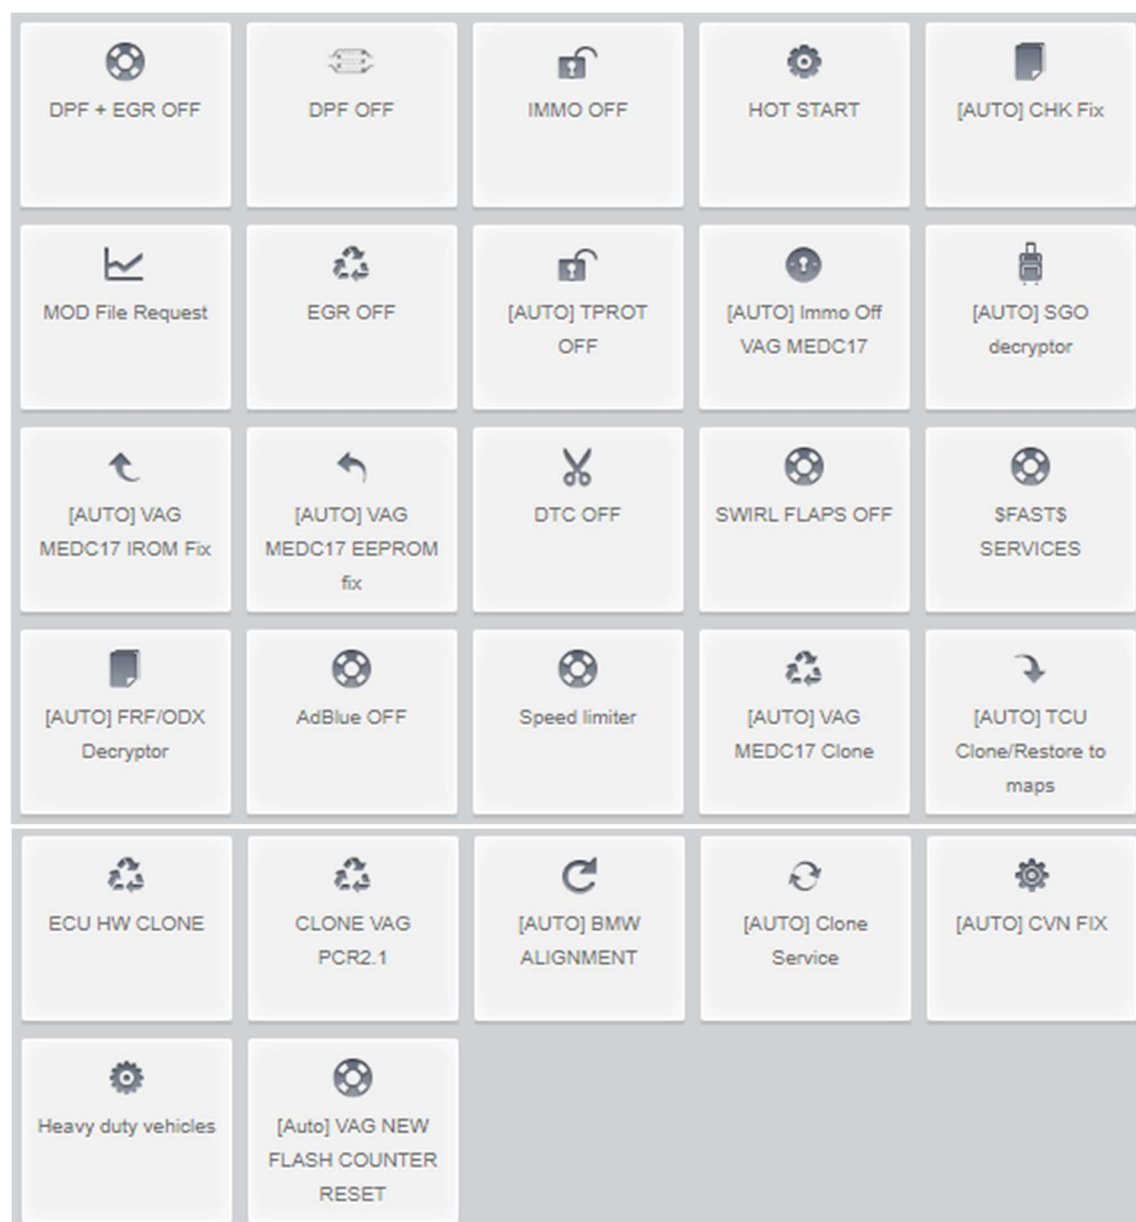 DPF + EGR OFF
DPF OFF
IMMO OFF
HOT START
[AUTO] CHK Fix
MOD File Request
EGR OFF
[AUTO] TPROT
OFF
[AUTO] Immo Off
VAG MEDC17
[AUTO] SGO
decryptor
[AUTO] VAG
MEDC17 IROM Fix
[AUTO] VAG
MEDC17 EEPROM
fix
DTC OFF
SWIRL FLAPS OFF
$FAST$
SERVICES
[AUTO] FRF/ODX
Decryptor
AdBlue OFF
Speed limiter
[AUTO] VAG
MEDC17 Clone
[AUTO] TCU
Clone/Restore to
maps
ECU HW CLONE
CLONE VAG
PCR2.1
[AUTO] BMW
ALIGNMENT
[AUTO] Clone
Service
[AUTO] CVN FIX
Heavy duty vehicles
[Auto] VAG NEW
FLASH COUNTER
RESET